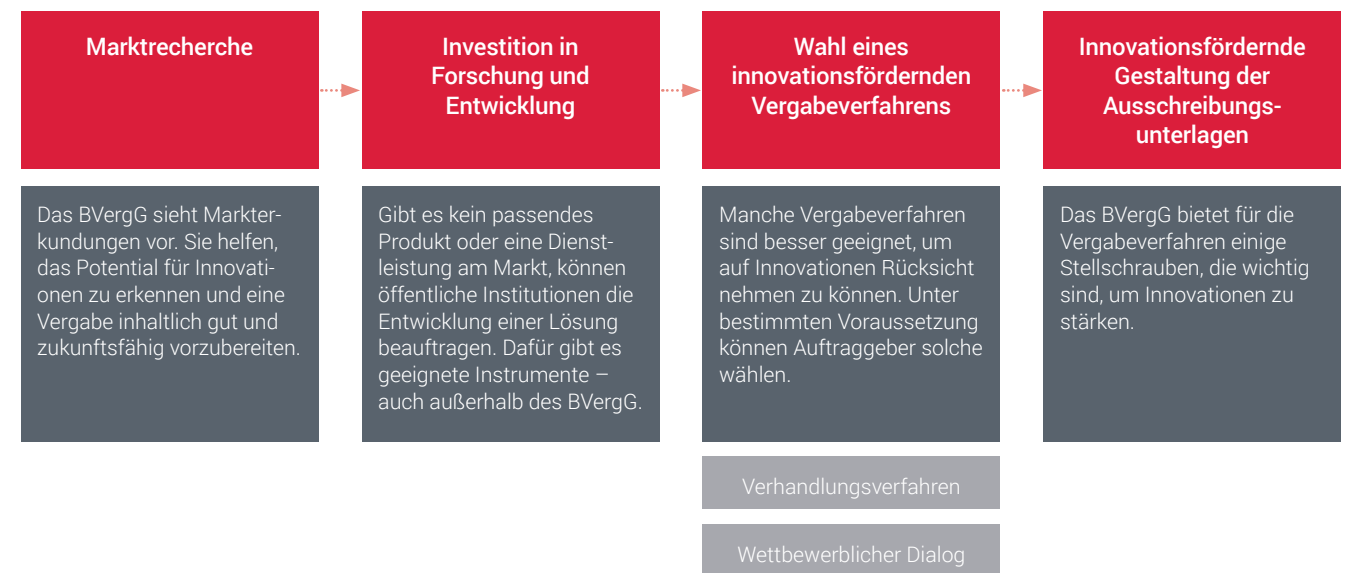 Marktrecherche
Das BVergG sieht Markter-
kundungen vor. Sie helfen,
das Potential für Innovati-
onen zu erkennen und eine
Vergabe inhaltlich gut und
zukunftsfähig vorzubereiten.
Investition in
Forschung und
Entwicklung
Gibt es kein passendes
Produkt oder eine Dienst-
leistung am Markt, können
öffentliche Institutionen die
Entwicklung einer Lösung
beauftragen. Dafür gibt es
geeignete Instrumente –
auch außerhalb des BVergG.
Wahl eines
innovationsfördernden
Vergabeverfahrens
Manche Vergabeverfahren
sind besser geeignet, um
auf Innovationen Rücksicht
nehmen zu können. Unter
bestimmten Voraussetzung
können Auftraggeber solche
wählen.
Verhandlungsverfahren
Wettbewerblicher Dialog
Innovationsfördernde
Gestaltung der
Ausschreibungs-
unterlagen
Das BVergG bietet für die
Vergabeverfahren einige
Stellschrauben, die wichtig
sind, um Innovationen zu
stärken.